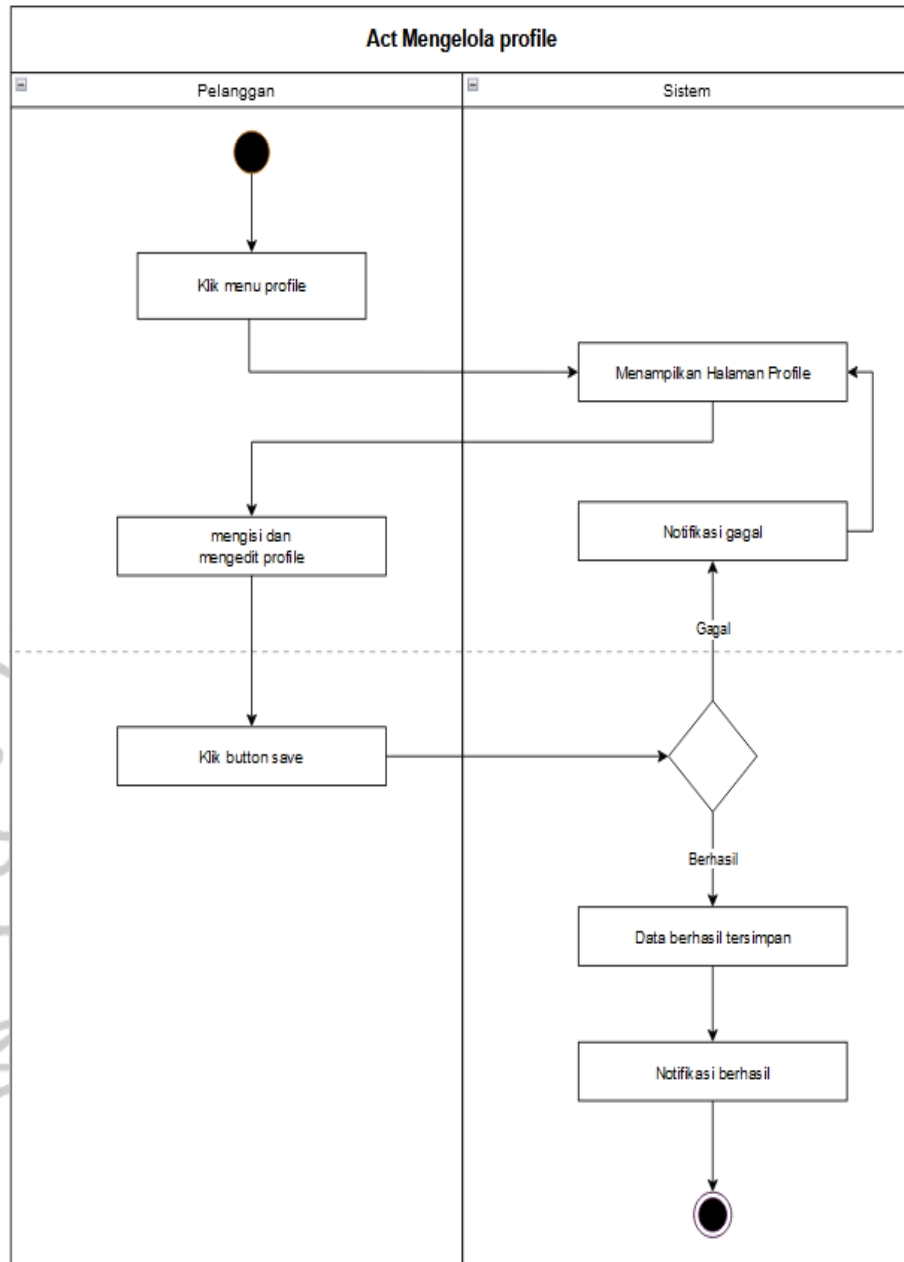 Act Mengelola profile
Pelanggan
Sistem
Klik menu profile
Menampilkan Halaman Profile
mengisi dan
mengedit profile
Notifikasi gagal
Gagal
Klik button save
Berhasil
Data berhasil tersimpan
Notifikasi berhasil